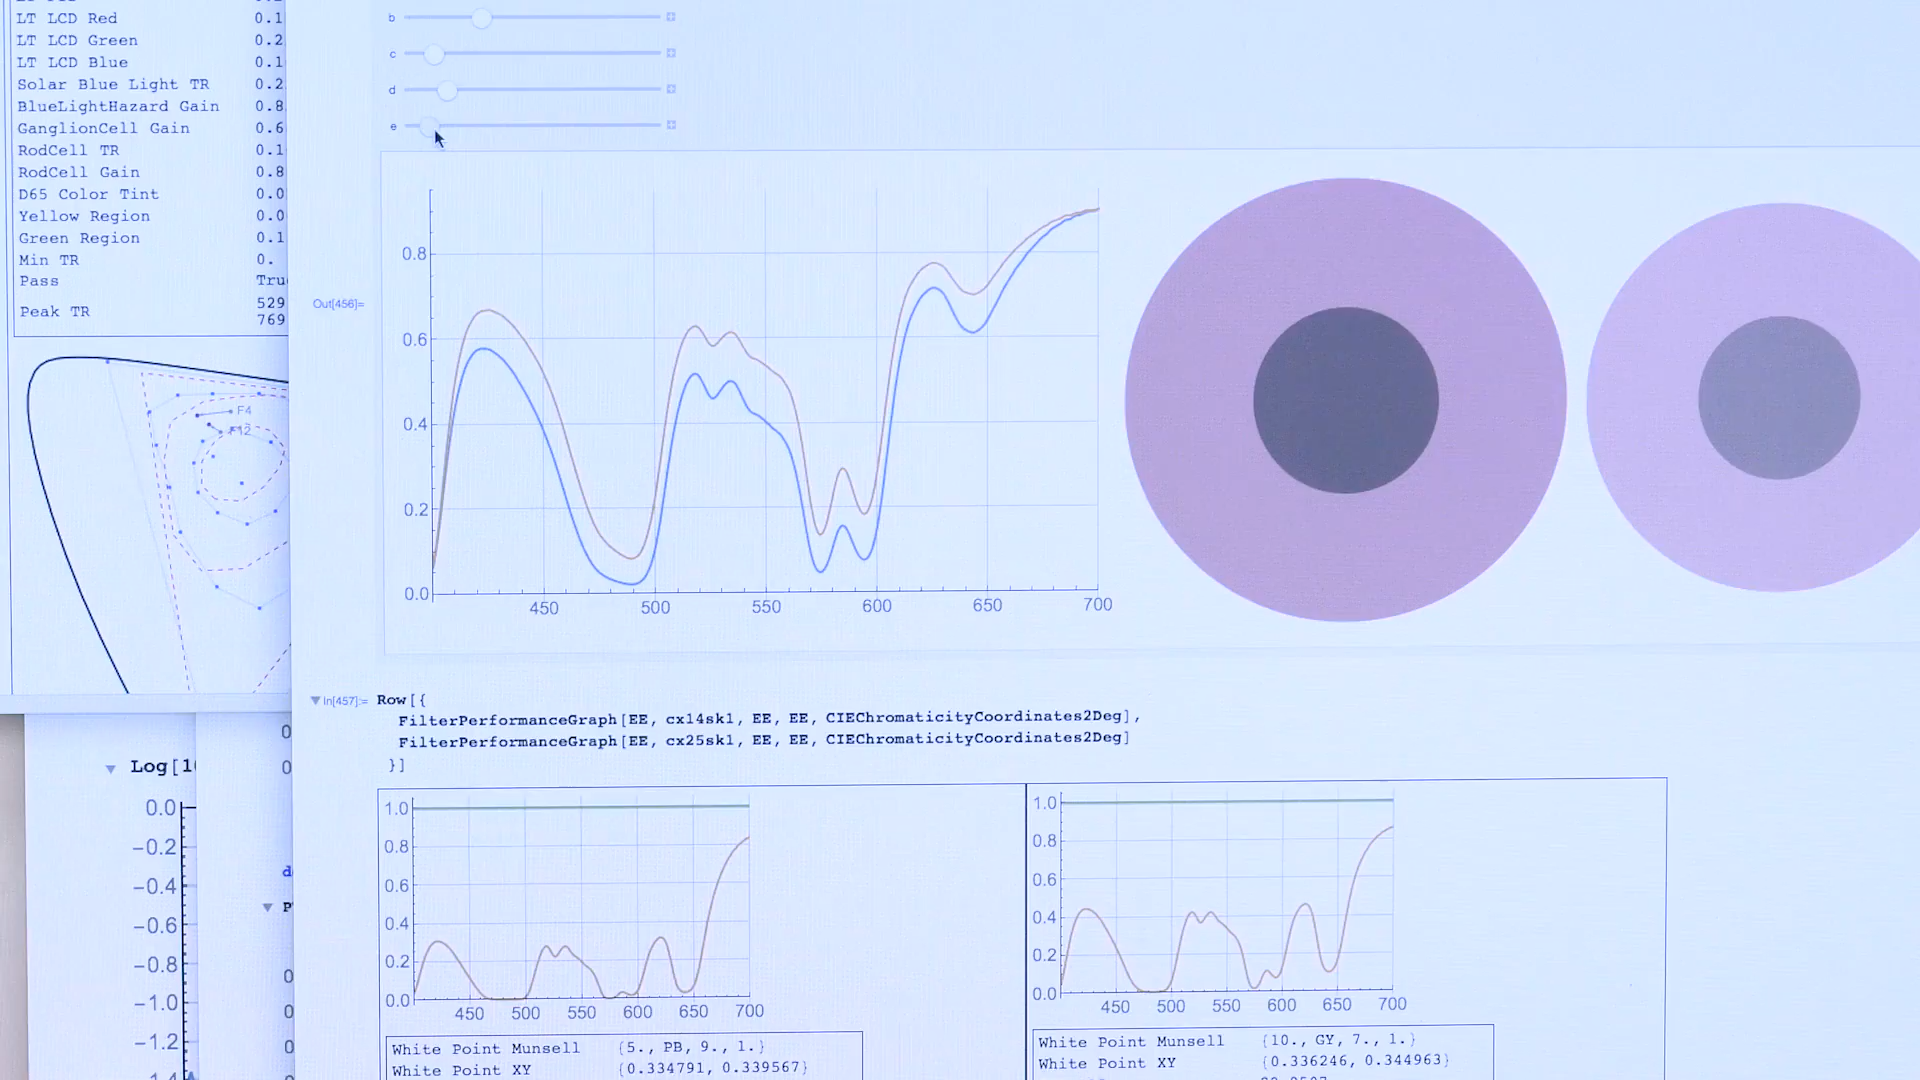 LT LCD Red 0.1
LT LCD Green 0.2
LT LCD Blue 0.1
Solar Blue Light TR 0.2
BlueLightHazard Gain 0.8
GanglionCell Gain 0.6
RodCell TR 0.1
RodCell Gain 0.8
D65 Color Tint 0.0
Yellow Region 0.0
Green Region 0.1
Min TR 0.
Pass Tru
Peak TR 529
769
F4
F12
Log[10
0.0
-0.2
-0.4
-0.6
-0.8
-1.0
-1.2
b
c
d
e
Out[456]=
0.8
0.6
0.4
0.2
0.0
450 500 550 600 650 700
In[457]:= Row[{
FilterPerformanceGraph[EE, cx14sk1, EE, EE, CIEChromaticityCoordinates2Deg],
FilterPerformanceGraph[EE, cx25sk1, EE, EE, CIEChromaticityCoordinates2Deg]
}]
1.0
0.8
0.6
0.4
0.2
0.0
450 500 550 600 650 700
White Point Munsell {5., PB, 9., 1.}
White Point XY {0.334791, 0.339567}
1.0
0.8
0.6
0.4
0.2
0.0
450 500 550 600 650 700
White Point Munsell {10., GY, 7., 1.}
White Point XY {0.336246, 0.344963}